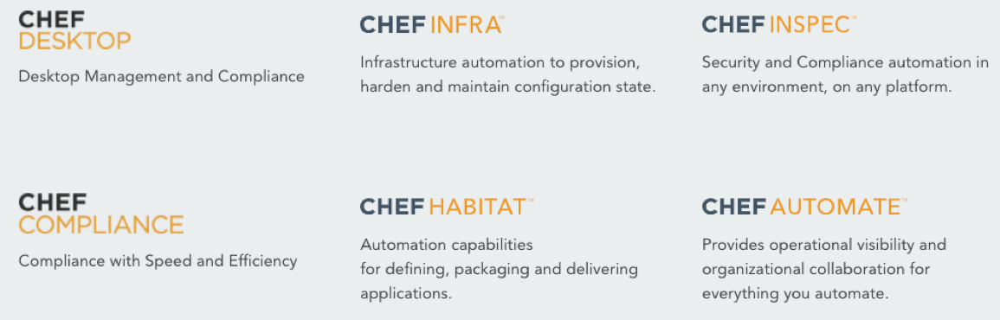 CHEF
DESKTOP
Desktop Management and Compliance
CHEF INFRA™
Infrastructure automation to provision,
harden and maintain configuration state.
CHEF INSPEC™
Security and Compliance automation in
any environment, on any platform.
CHEF
COMPLIANCE
Compliance with Speed and Efficiency
CHEF HABITAT™
Automation capabilities
for defining, packaging and delivering
applications.
CHEF AUTOMATE™
Provides operational visibility and
organizational collaboration for
everything you automate.